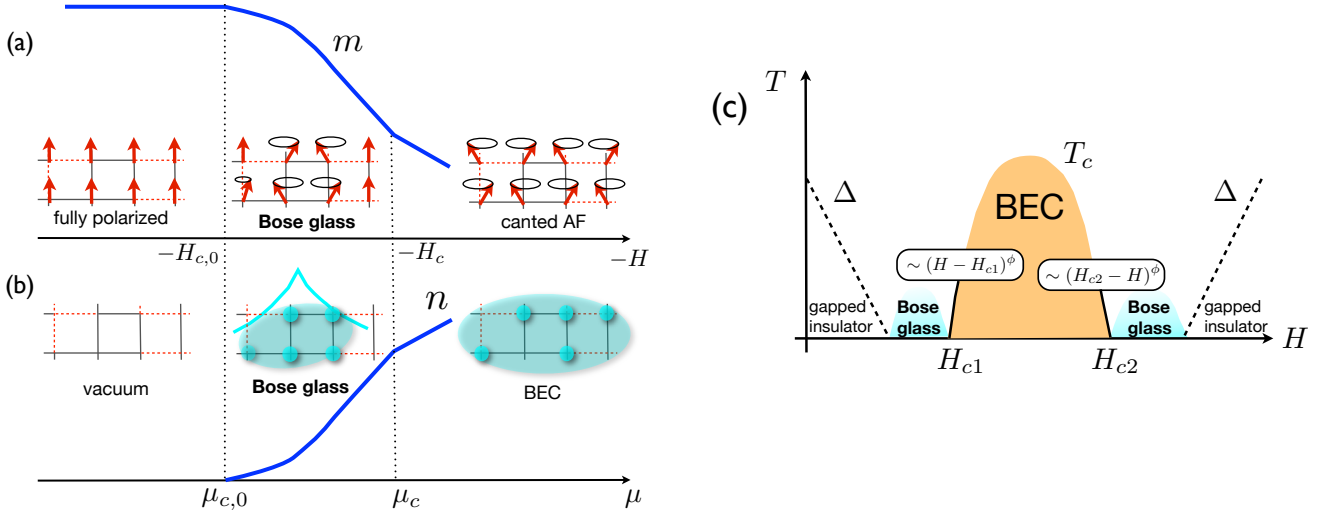 (a)
m
fully polarized
Bose glass
canted AF
−H_{c,0}
−H_c
−H
(b)
n
vacuum
Bose glass
BEC
μ_{c,0}
μ_c
μ
(c)
T
T_c
Δ
BEC
Δ
∼ (H − H_{c1})^ϕ
∼ (H_{c2} − H)^ϕ
gapped
insulator
Bose
glass
Bose
glass
gapped
insulator
H_{c1}
H_{c2}
H